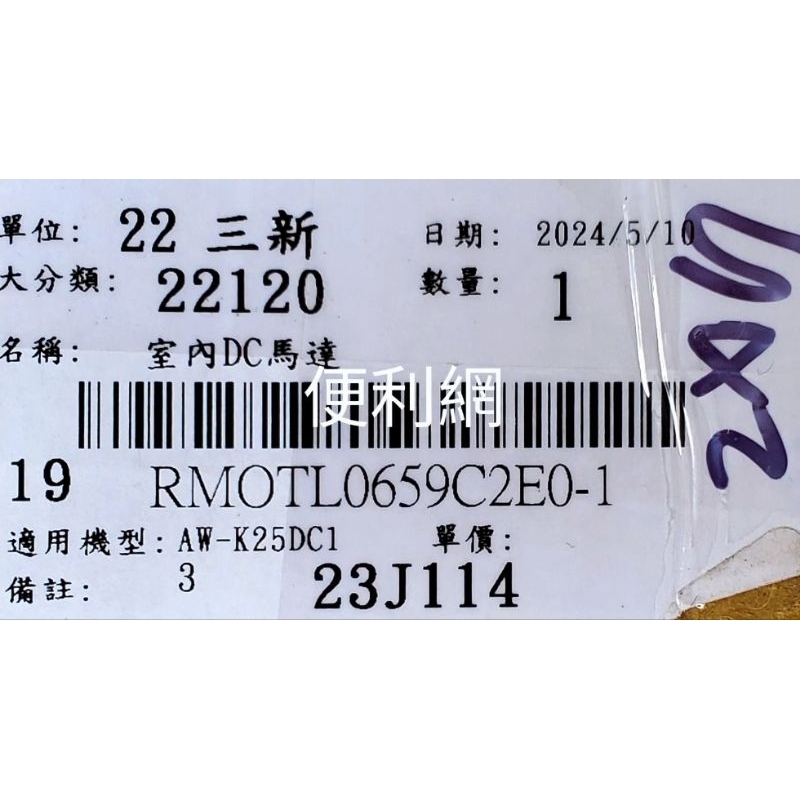 單位: 22 三新 日期: 2024/5/10
大分類: 22120 數量: 1
名稱: 室內DC馬達
便利網
19 RMOTL0659C2E0-1
適用機型: AW-K25DC1 單價:
備註: 3 23J114